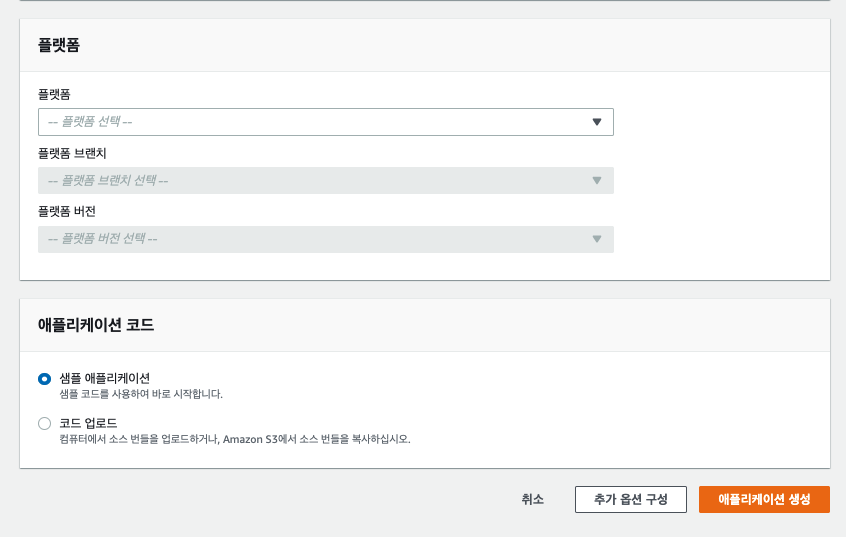 플랫폼
플랫폼
-- 플랫폼 선택 --
플랫폼 브랜치
-- 플랫폼 브랜치 선택 --
플랫폼 버전
-- 플랫폼 버전 선택 --
애플리케이션 코드
샘플 애플리케이션
샘플 코드를 사용하여 바로 시작합니다.
코드 업로드
컴퓨터에서 소스 번들을 업로드하거나, Amazon S3에서 소스 번들을 복사하십시오.
취소 추가 옵션 구성 애플리케이션 생성